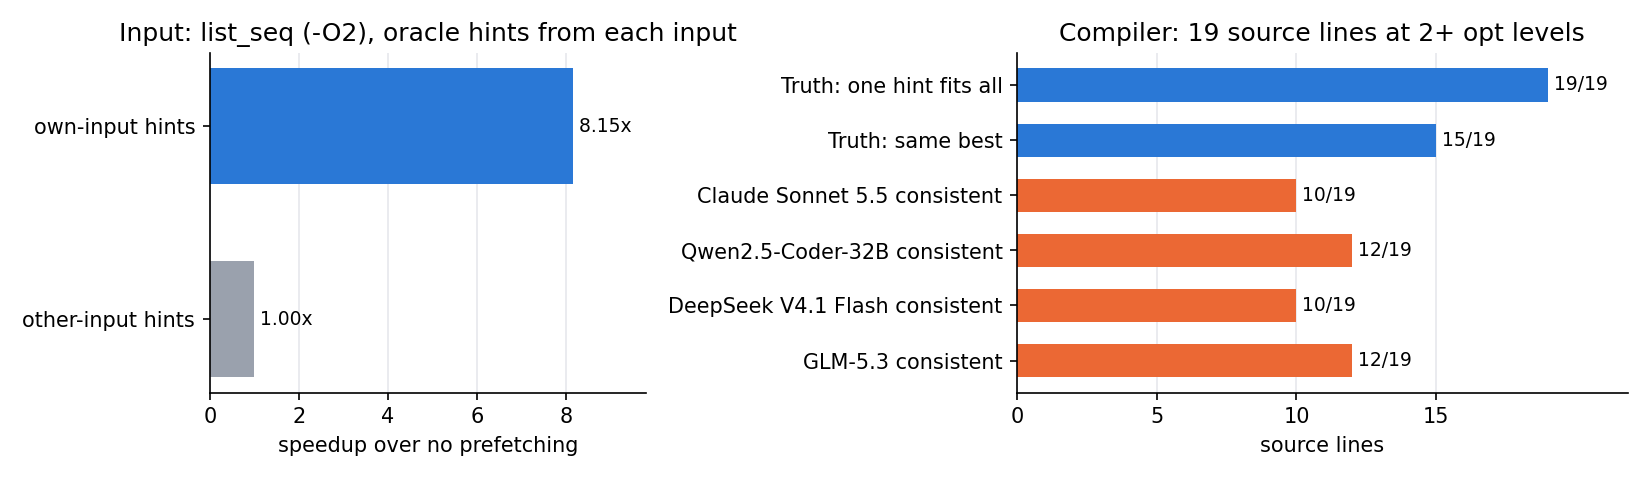 Input: list_seq (-O2), oracle hints from each input
own-input hints
8.15x
other-input hints
1.00x
0 2 4 6 8
speedup over no prefetching
Compiler: 19 source lines at 2+ opt levels
Truth: one hint fits all
19/19
Truth: same best
15/19
Claude Sonnet 5.5 consistent
10/19
Qwen2.5-Coder-32B consistent
12/19
DeepSeek V4.1 Flash consistent
10/19
GLM-5.3 consistent
12/19
0 5 10 15
source lines